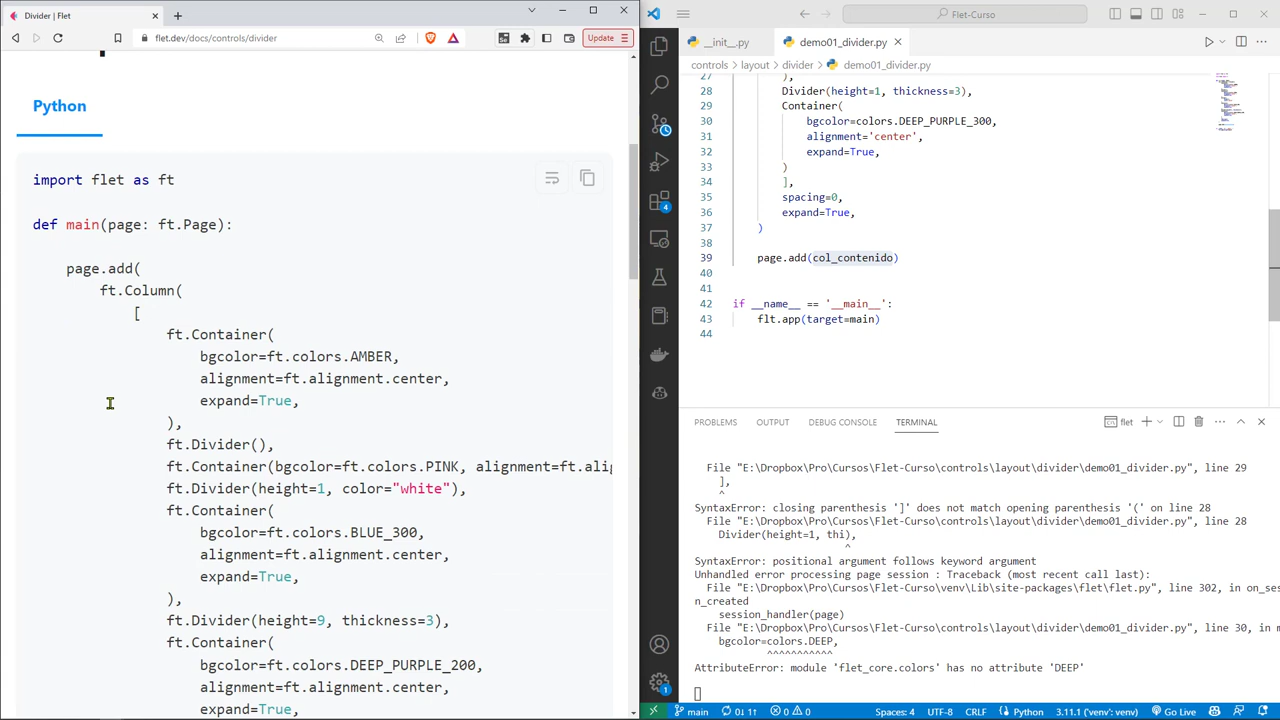 Divider | Flet
flet.dev/docs/controls/divider
Update
Python
import flet as ft
def main(page: ft.Page):
page.add(
ft.Column(
[
ft.Container(
bgcolor=ft.colors.AMBER,
alignment=ft.alignment.center,
expand=True,
),
ft.Divider(),
ft.Container(bgcolor=ft.colors.PINK, alignment=ft.alig
ft.Divider(height=1, color="white"),
ft.Container(
bgcolor=ft.colors.BLUE_300,
alignment=ft.alignment.center,
expand=True,
),
ft.Divider(height=9, thickness=3),
ft.Container(
bgcolor=ft.colors.DEEP_PURPLE_200,
alignment=ft.alignment.center,
expand=True,
Flet-Curso
__init__.py
demo01_divider.py
controls > layout > divider > demo01_divider.py
27 ),
28 Divider(height=1, thickness=3),
29 Container(
30 bgcolor=colors.DEEP_PURPLE_300,
31 alignment='center',
32 expand=True,
33 )
34 ],
35 spacing=0,
36 expand=True,
37 )
38
39 page.add(col_contenido)
40
41
42 if __name__ == '__main__':
43 flt.app(target=main)
44
PROBLEMS OUTPUT DEBUG CONSOLE TERMINAL
flet
File "E:\Dropbox\Pro\Cursos\Flet-Curso\controls\layout\divider\demo01_divider.py", line 29
],
^
SyntaxError: closing parenthesis ']' does not match opening parenthesis '(' on line 28
File "E:\Dropbox\Pro\Cursos\Flet-Curso\controls\layout\divider\demo01_divider.py", line 28
Divider(height=1, thi),
^
SyntaxError: positional argument follows keyword argument
Unhandled error processing page session : Traceback (most recent call last):
File "E:\Dropbox\Pro\Cursos\Flet-Curso\venv\Lib\site-packages\flet\flet.py", line 302, in on_ses
n_created
session_handler(page)
File "E:\Dropbox\Pro\Cursos\Flet-Curso\controls\layout\divider\demo01_divider.py", line 30, in m
bgcolor=colors.DEEP,
^^^^^^^^^^^
AttributeError: module 'flet_core.colors' has no attribute 'DEEP'
4
1
main 0↓ 1↑ 0 0 Spaces: 4 UTF-8 CRLF Python 3.11.1 ('venv': venv) Go Live